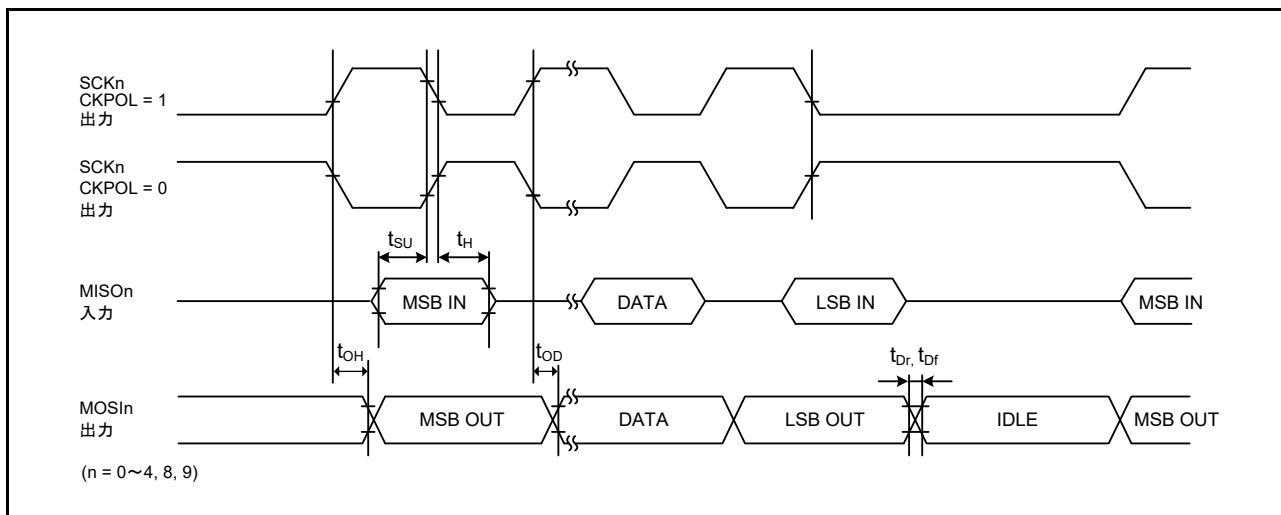 SCKn
CKPOL = 1
出力
SCKn
CKPOL = 0
出力
tSU
tH
MISOn
入力
MSB IN
DATA
LSB IN
MSB IN
tOH
tOD
tDr, tDf
MOSIn
出力
MSB OUT
DATA
LSB OUT
IDLE
MSB OUT
(n = 0～4, 8, 9)